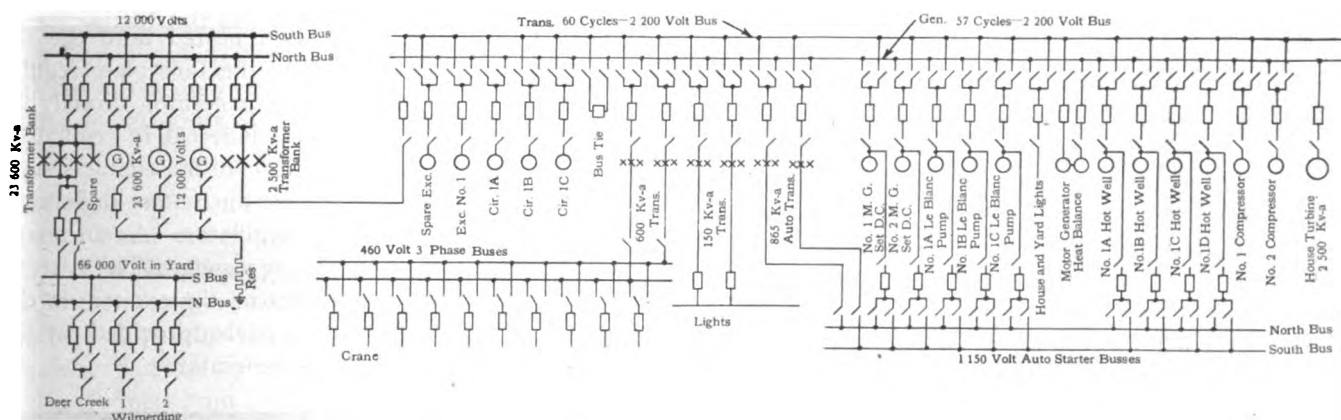 12 000 Volts
South Bus
North Bus
23 600 Kv-a
Transformer Bank
Spare
23 600 Kv-a
12 000 Volts
G
G
G
2 500 Kv-a
Transformer
Bank
66 000 Volt in Yard
S Bus
N Bus
Res
Deer Creek
1
2
Wilmerding
Trans. 60 Cycles—2 200 Volt Bus
Gen. 57 Cycles—2 200 Volt Bus
Spare Exc.
Exc. No. 1
Cir. 1A
Cir. 1B
Cir. 1C
Bus Tie
600 Kv-a
Trans.
150 Kv-a
Trans.
865 Kv-a
Auto Trans.
460 Volt 3 Phase Buses
Crane
Lights
No. 1 M. G.
Set D.C.
No. 2 M. G.
Set D.C.
No. 1A Le Blanc
Pump
No. 1B Le Blanc
Pump
No. 1C Le Blanc
Pump
House and Yard Lights
Motor Generator
Heat Balance
No. 1A Hot Well
No. 1B Hot Well
No. 1C Hot Well
No. 1D Hot Well
No. 1 Compressor
No. 2 Compressor
House Turbine
2 500 Kv-a
North Bus
South Bus
1 150 Volt Auto Starter Busses